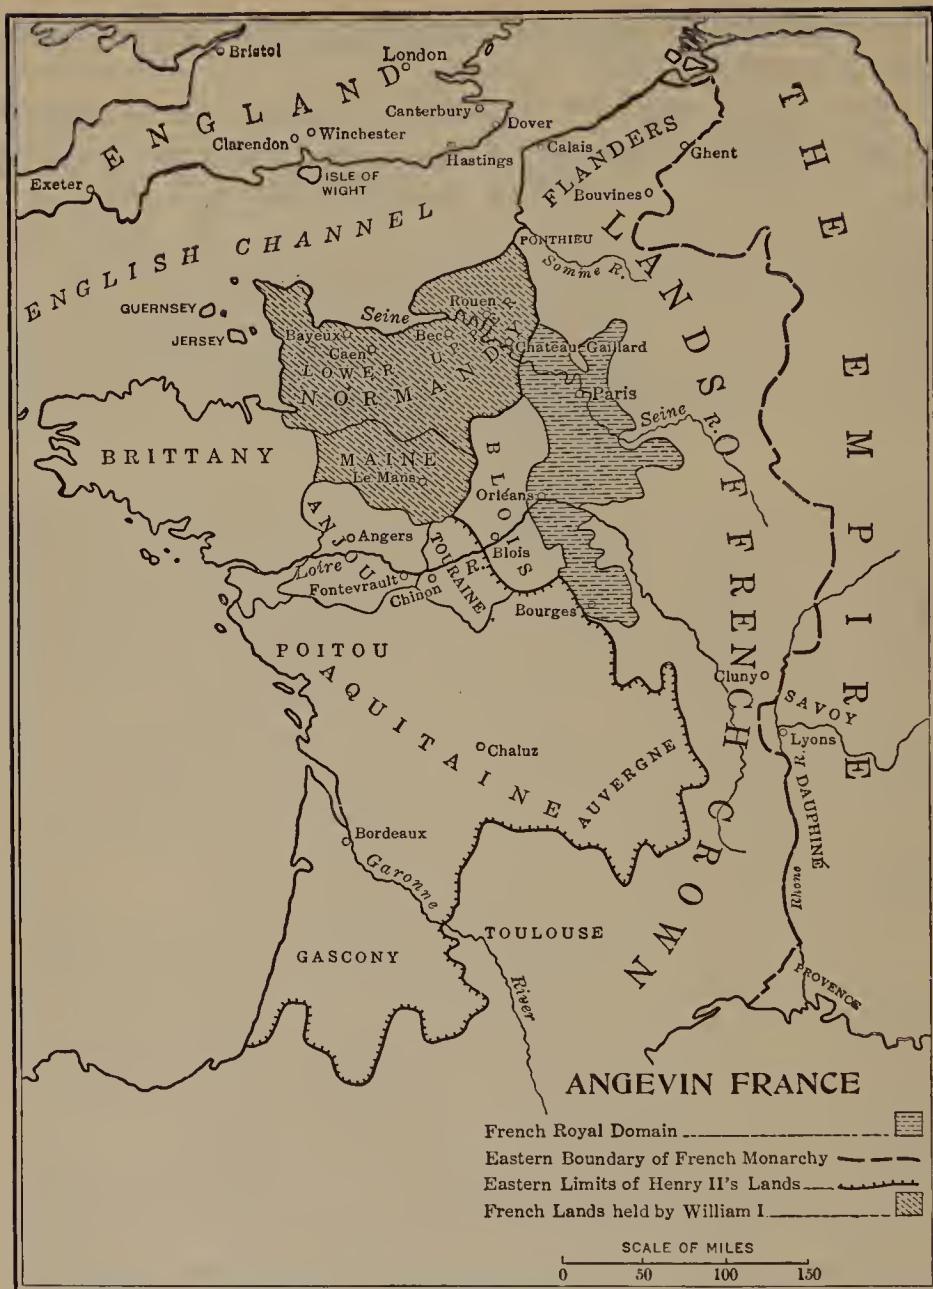 Bristol
London
ENGLAND
Canterbury
Dover
Clarendon
Winchester
Hastings
Calais
Exeter
ISLE OF
WIGHT
FLANDERS
Ghent
Bouvines
THE EMPIRE
ENGLISH CHANNEL
PONTHIEU
Somme R.
LANDS OF FRENCH CROWN
GUERNSEY
JERSEY
Seine
Rouen
Bayeux
Caen
Bec
UPPER
LOWER
NORMANDY
Château-Gaillard
Paris
Seine R.
BRITTANY
MAINE
Le Mans
BLOIS
Orléans
ANJOU
Angers
Blois
Loire R.
TOURAINE
Fontevrault
Chinon
Bourges
POITOU
AQUITAINE
Cluny
SAVOY
Lyons
Chaluz
AUVERGNE
R.
DAUPHINÉ
Bordeaux
Garonne
Rhone
TOULOUSE
GASCONY
River
PROVENCE
ANGEVIN FRANCE
French Royal Domain
Eastern Boundary of French Monarchy
Eastern Limits of Henry II's Lands
French Lands held by William I
SCALE OF MILES
0 50 100 150